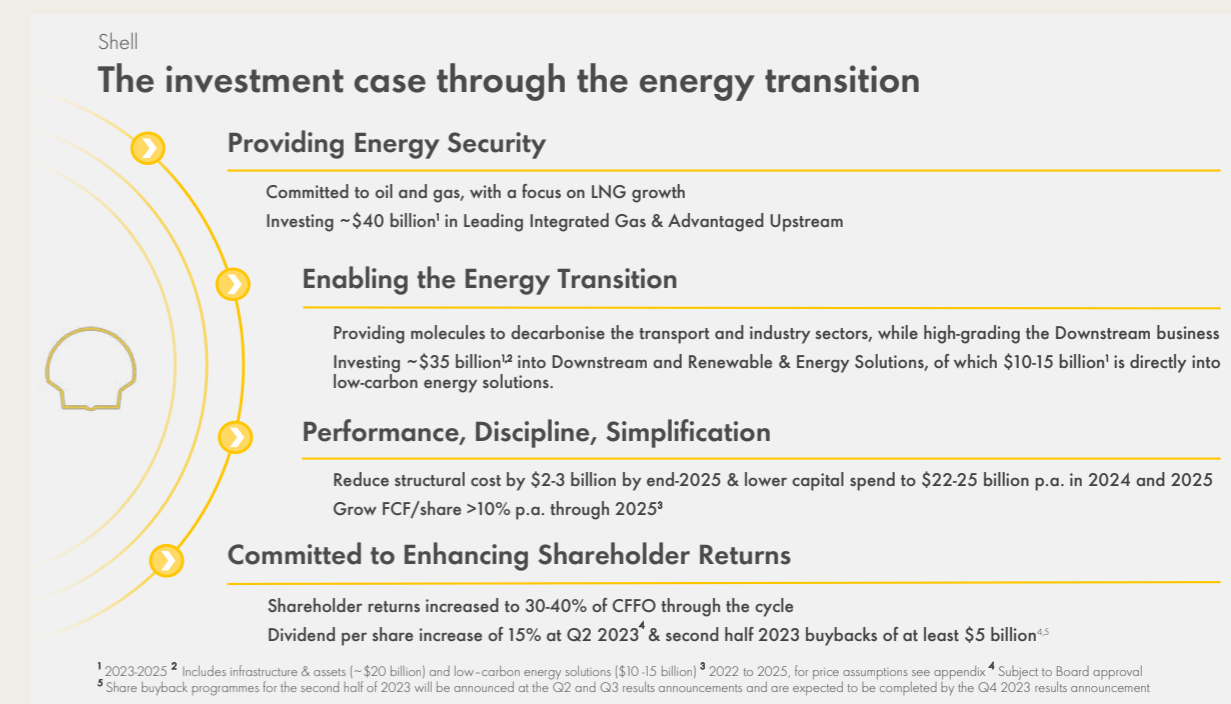 Shell
The investment case through the energy transition
Providing Energy Security
Committed to oil and gas, with a focus on LNG growth
Investing ~$40 billion¹ in Leading Integrated Gas & Advantaged Upstream
Enabling the Energy Transition
Providing molecules to decarbonise the transport and industry sectors, while high-grading the Downstream business
Investing ~$35 billion¹,² into Downstream and Renewable & Energy Solutions, of which $10-15 billion¹ is directly into
low-carbon energy solutions.
Performance, Discipline, Simplification
Reduce structural cost by $2-3 billion by end-2025 & lower capital spend to $22-25 billion p.a. in 2024 and 2025
Grow FCF/share >10% p.a. through 2025³
Committed to Enhancing Shareholder Returns
Shareholder returns increased to 30-40% of CFFO through the cycle
Dividend per share increase of 15% at Q2 2023⁴ & second half 2023 buybacks of at least $5 billion⁴,⁵
¹ 2023-2025 ² Includes infrastructure & assets (~$20 billion) and low–carbon energy solutions ($10 -15 billion) ³ 2022 to 2025, for price assumptions see appendix ⁴ Subject to Board approval
⁵ Share buyback programmes for the second half of 2023 will be announced at the Q2 and Q3 results announcements and are expected to be completed by the Q4 2023 results announcement